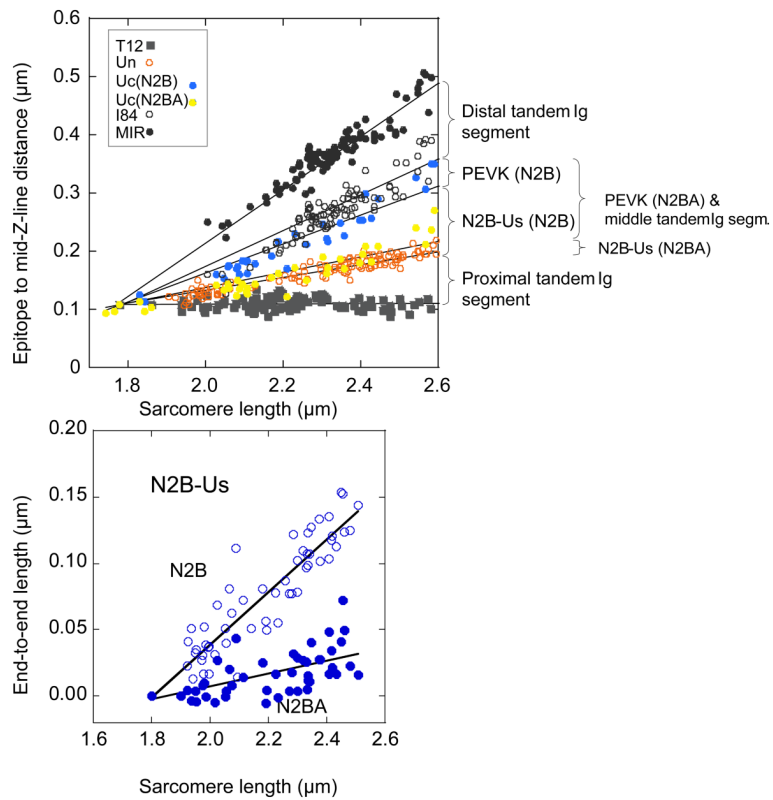 0.6
0.5
0.4
0.3
0.2
0.1
0
Epitope to mid-Z-line distance (µm)
T12
Un
Uc(N2B)
Uc(N2BA)
I84
MIR
1.8
2.0
2.2
2.4
2.6
Sarcomere length (µm)
Distal tandem Ig
segment
PEVK (N2B)
N2B-Us (N2B)
Proximal tandem Ig
segment
PEVK (N2BA) &
middle tandemIg segm.
N2B-Us (N2BA)
0.20
0.15
0.10
0.05
0.00
End-to-end length (µm)
N2B-Us
N2B
N2BA
1.6
1.8
2.0
2.2
2.4
2.6
Sarcomere length (µm)